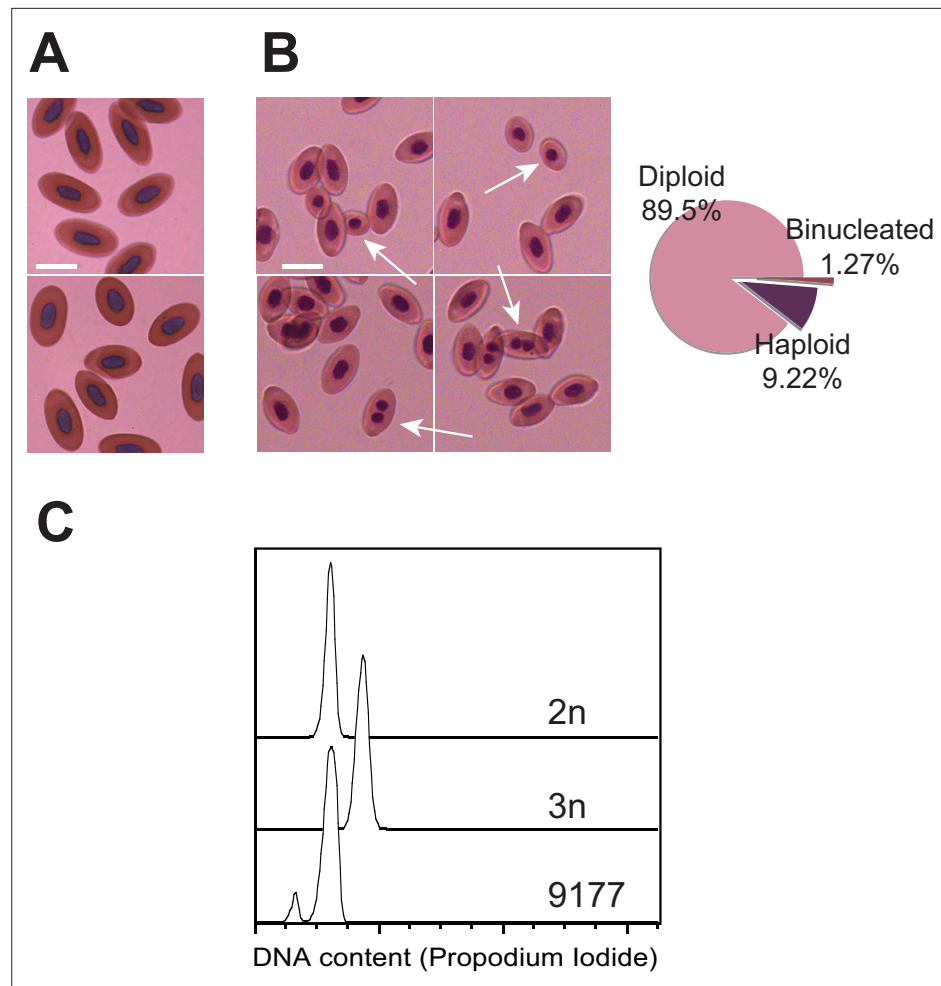 A
B
Diploid
89.5%
Binucleated
1.27%
Haploid
9.22%
C
2n
3n
9177
DNA content (Propodium Iodide)